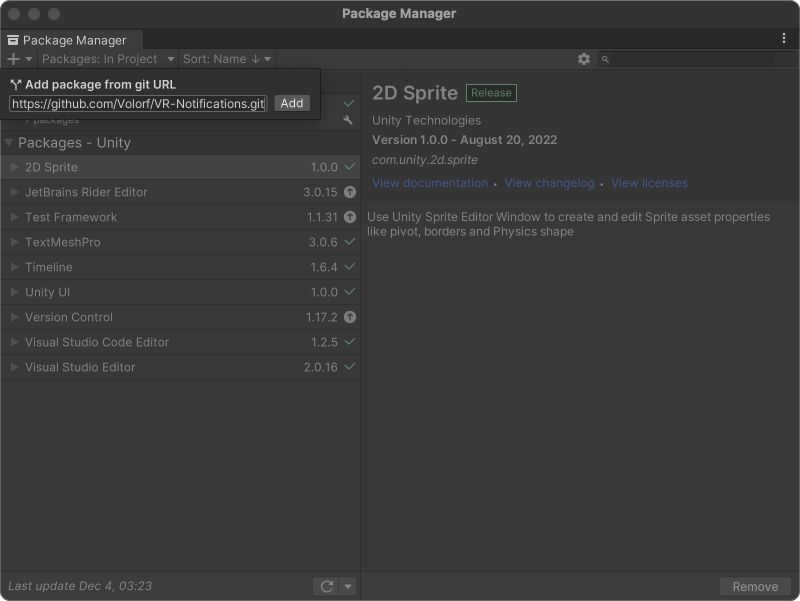 Package Manager
Package Manager
Packages: In Project
Sort: Name ↓
Add package from git URL
https://github.com/Volorf/VR-Notifications.git
Add
7 packages
Packages - Unity
2D Sprite 1.0.0
JetBrains Rider Editor 3.0.15
Test Framework 1.1.31
TextMeshPro 3.0.6
Timeline 1.6.4
Unity UI 1.0.0
Version Control 1.17.2
Visual Studio Code Editor 1.2.5
Visual Studio Editor 2.0.16
Last update Dec 4, 03:23
2D Sprite Release
Unity Technologies
Version 1.0.0 - August 20, 2022
com.unity.2d.sprite
View documentation • View changelog • View licenses
Use Unity Sprite Editor Window to create and edit Sprite asset properties
like pivot, borders and Physics shape
Remove